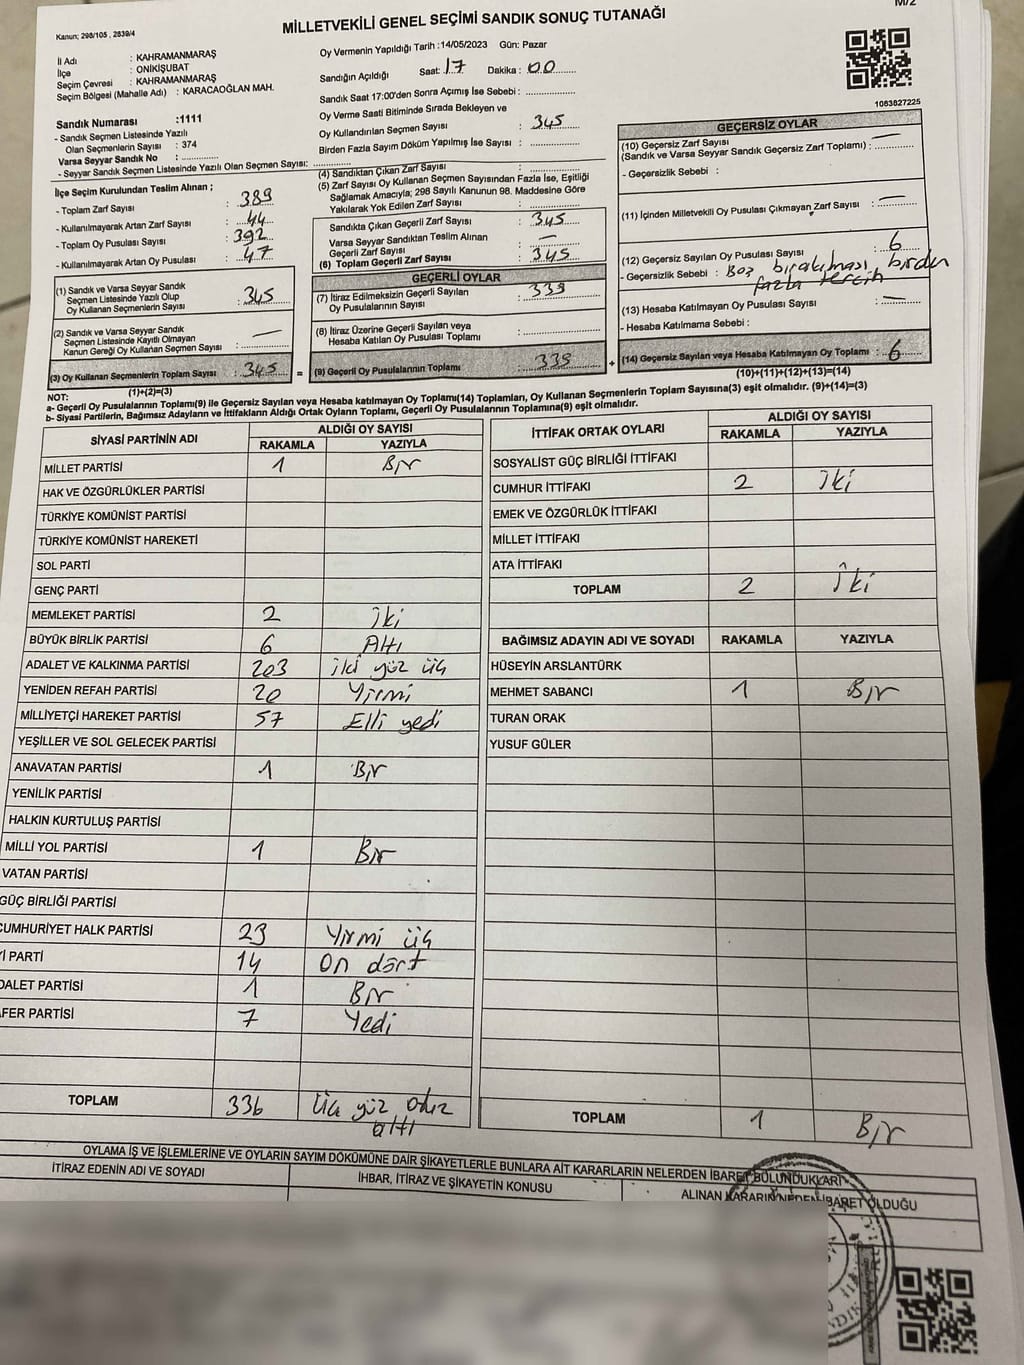 M/2
Kanun; 298/105 , 2839/4
MİLLETVEKİLİ GENEL SEÇİMİ SANDIK SONUÇ TUTANAĞI
İl Adı : KAHRAMANMARAŞ
İlçe : ONİKİŞUBAT
Seçim Çevresi : KAHRAMANMARAŞ
Seçim Bölgesi (Mahalle Adı) : KARACAOĞLAN MAH.
Sandık Numarası :1111
- Sandık Seçmen Listesinde Yazılı
Olan Seçmenlerin Sayısı : 374
Varsa Seyyar Sandık No : ...............
- Seyyar Sandık Seçmen Listesinde Yazılı Olan Seçmen Sayısı: ...............
Oy Vermenin Yapıldığı Tarih :14/05/2023 Gün: Pazar
Sandığın Açıldığı Saat: 17 Dakika : 00
Sandık Saat 17:00'den Sonra Açımış İse Sebebi : ...............
Oy Verme Saati Bitiminde Sırada Bekleyen ve
Oy Kullandırılan Seçmen Sayısı : 345
Birden Fazla Sayım Döküm Yapılmış İse Sayısı : ...............
1083827225
İlçe Seçim Kurulundan Teslim Alınan ;
- Toplam Zarf Sayısı : 389
- Kullanılmayarak Artan Zarf Sayısı : 44
- Toplam Oy Pusulası Sayısı : 392
- Kullanılmayarak Artan Oy Pusulası : 47
(1) Sandık ve Varsa Seyyar Sandık
Seçmen Listesinde Yazılı Olup
Oy Kullanan Seçmenlerin Sayısı : 345
(2) Sandık ve Varsa Seyyar Sandık
Seçmen Listesinde Kayıtlı Olmayan
Kanun Gereği Oy Kullanan Seçmen Sayısı : —
(3) Oy Kullanan Seçmenlerin Toplam Sayısı : 345
(1)+(2)=(3)
(4) Sandıktan Çıkan Zarf Sayısı : ...............
(5) Zarf Sayısı Oy Kullanan Seçmen Sayısından Fazla İse, Eşitliği
Sağlamak Amacıyla; 298 Sayılı Kanunun 98. Maddesine Göre
Yakılarak Yok Edilen Zarf Sayısı : ...............
Sandıkta Çıkan Geçerli Zarf Sayısı : 345
Varsa Seyyar Sandıktan Teslim Alınan
Geçerli Zarf Sayısı : —
(6) Toplam Geçerli Zarf Sayısı : 345
GEÇERLİ OYLAR
(7) İtiraz Edilmeksizin Geçerli Sayılan
Oy Pusulalarının Sayısı : 339
(8) İtiraz Üzerine Geçerli Sayılan veya
Hesaba Katılan Oy Pusulası Toplamı : ...............
= (9) Geçerli Oy Pusulalarının Toplamı : 339 +
GEÇERSİZ OYLAR
(10) Geçersiz Zarf Sayısı
(Sandık ve Varsa Seyyar Sandık Geçersiz Zarf Toplamı) : —
- Geçersizlik Sebebi :
(11) İçinden Milletvekili Oy Pusulası Çıkmayan Zarf Sayısı : —
(12) Geçersiz Sayılan Oy Pusulası Sayısı : 6
- Geçersizlik Sebebi : Boş bırakılması, birden
fazla tercih
(13) Hesaba Katılmayan Oy Pusulası Sayısı : —
- Hesaba Katılmama Sebebi :
(14) Geçersiz Sayılan veya Hesaba Katılmayan Oy Toplamı : 6
(10)+(11)+(12)+(13)=(14)
NOT:
a- Geçerli Oy Pusulalarının Toplamı(9) ile Geçersiz Sayılan veya Hesaba katılmayan Oy Toplamı(14) Toplamları, Oy Kullanan Seçmenlerin Toplam Sayısına(3) eşit olmalıdır. (9)+(14)=(3)
b- Siyasi Partilerin, Bağımsız Adayların ve İttifakların Aldığı Ortak Oyların Toplamı, Geçerli Oy Pusulalarının Toplamına(9) eşit olmalıdır.
SİYASİ PARTİNİN ADI ALDIĞI OY SAYISI
RAKAMLA YAZIYLA
MİLLET PARTİSİ 1 Bir
HAK VE ÖZGÜRLÜKLER PARTİSİ
TÜRKİYE KOMÜNİST PARTİSİ
TÜRKİYE KOMÜNİST HAREKETİ
SOL PARTİ
GENÇ PARTİ
MEMLEKET PARTİSİ 2 İki
BÜYÜK BİRLİK PARTİSİ 6 Altı
ADALET VE KALKINMA PARTİSİ 203 iki yüz üç
YENİDEN REFAH PARTİSİ 20 Yirmi
MİLLİYETÇİ HAREKET PARTİSİ 57 Elli yedi
YEŞİLLER VE SOL GELECEK PARTİSİ
ANAVATAN PARTİSİ 1 Bir
YENİLİK PARTİSİ
HALKIN KURTULUŞ PARTİSİ
MİLLİ YOL PARTİSİ 1 Bir
VATAN PARTİSİ
GÜÇ BİRLİĞİ PARTİSİ
CUMHURİYET HALK PARTİSİ 23 Yirmi üç
Yİ PARTİ 14 On dört
DALET PARTİSİ 1 Bir
AFER PARTİSİ 7 Yedi
TOPLAM 336 Üç yüz otuz
altı
İTTİFAK ORTAK OYLARI ALDIĞI OY SAYISI
RAKAMLA YAZIYLA
SOSYALİST GÜÇ BİRLİĞİ İTTİFAKI
CUMHUR İTTİFAKI 2 İki
EMEK VE ÖZGÜRLÜK İTTİFAKI
MİLLET İTTİFAKI
ATA İTTİFAKI
TOPLAM 2 İki
BAĞIMSIZ ADAYIN ADI VE SOYADI RAKAMLA YAZIYLA
HÜSEYİN ARSLANTÜRK
MEHMET SABANCI 1 Bir
TURAN ORAK
YUSUF GÜLER
TOPLAM 1 Bir
OYLAMA İŞ VE İŞLEMLERİNE VE OYLARIN SAYIM DÖKÜMÜNE DAİR ŞİKAYETLERLE BUNLARA AİT KARARLARIN NELERDEN İBARET BULUNDUKLARI
İTİRAZ EDENİN ADI VE SOYADI İHBAR, İTİRAZ VE ŞİKAYETİN KONUSU ALINAN KARARIN NEDEN İBARET OLDUĞU